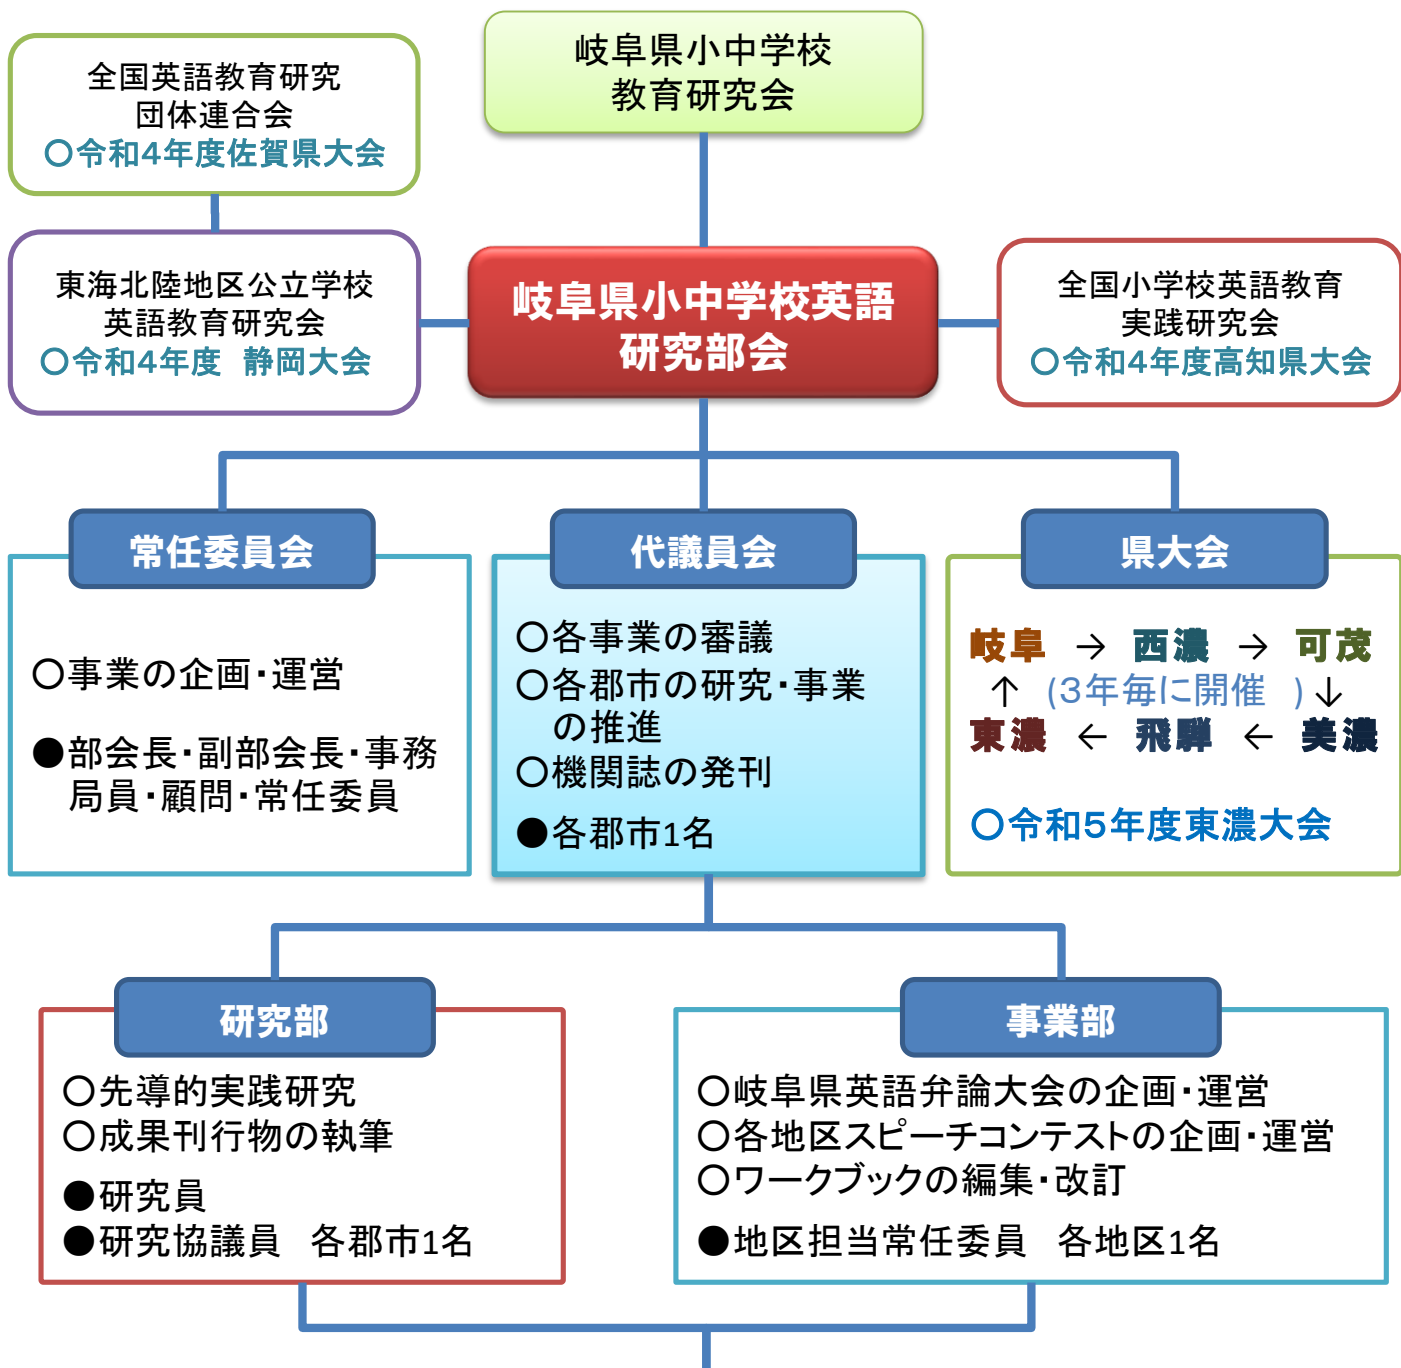 岐阜県小中学校
教育研究会
全国英語教育研究
団体連合会
○令和4年度佐賀県大会
東海北陸地区公立学校
英語教育研究会
○令和4年度　静岡大会
岐阜県小中学校英語
研究部会
全国小学校英語教育
実践研究会
○令和4年度高知県大会
常任委員会
○事業の企画・運営
●部会長・副部会長・事務
局員・顧問・常任委員
代議員会
○各事業の審議
○各郡市の研究・事業
の推進
○機関誌の発刊
●各郡市1名
県大会
岐阜 → 西濃 → 可茂
↑ (3年毎に開催 ) ↓
東濃 ← 飛騨 ← 美濃
○令和5年度東濃大会
研究部
○先導的実践研究
○成果刊行物の執筆
●研究員
●研究協議員　各郡市1名
事業部
○岐阜県英語弁論大会の企画・運営
○各地区スピーチコンテストの企画・運営
○ワークブックの編集・改訂
●地区担当常任委員　各地区1名